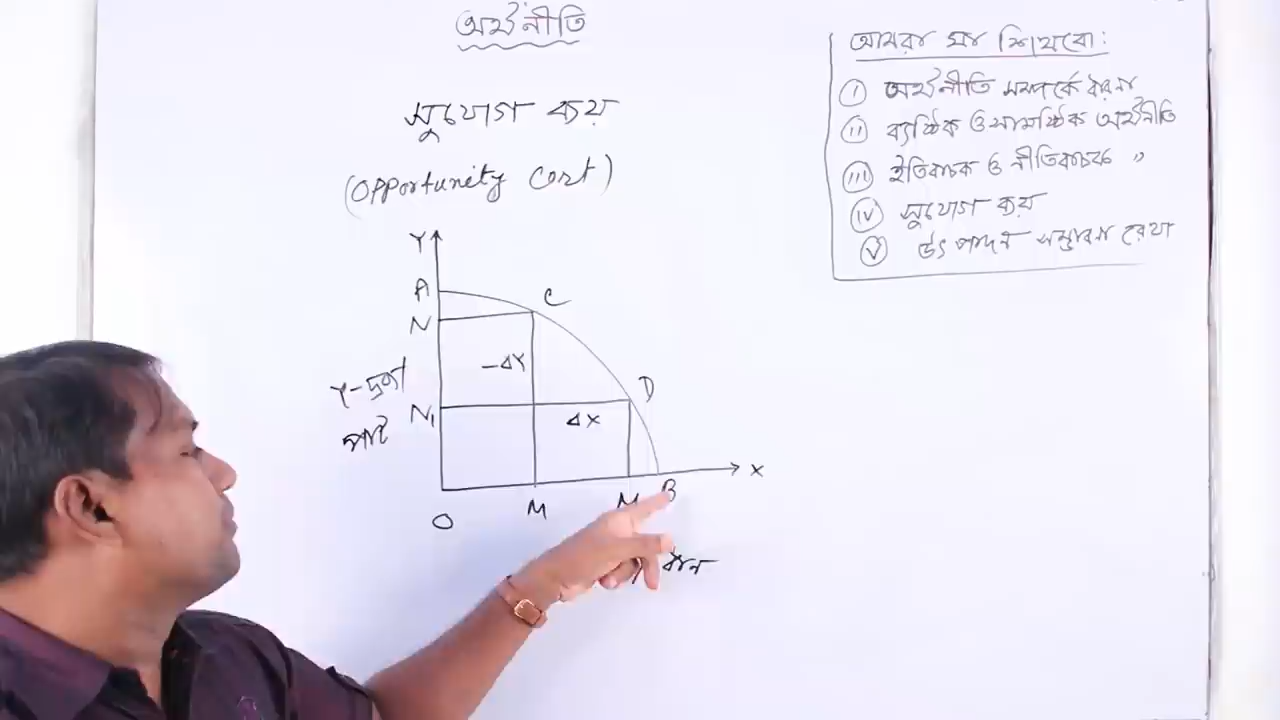 অর্থনীতি
সুযোগ ব্যয়
(Opportunity Cost)
Y
A
C
N
-ΔY
D
Y-দ্রব্য
N₁
ΔX
পাট
X
B
O
M
M
ধান
আমরা যা শিখবো:
(i) অর্থনীতি সম্পর্কে ধারনা
(ii) ব্যষ্টিক ও সামষ্টিক অর্থনীতি
(iii) ইতিবাচক ও নীতিবাচক "
(iv) সুযোগ ব্যয়
(v) উৎপাদন সম্ভাবনা রেখা